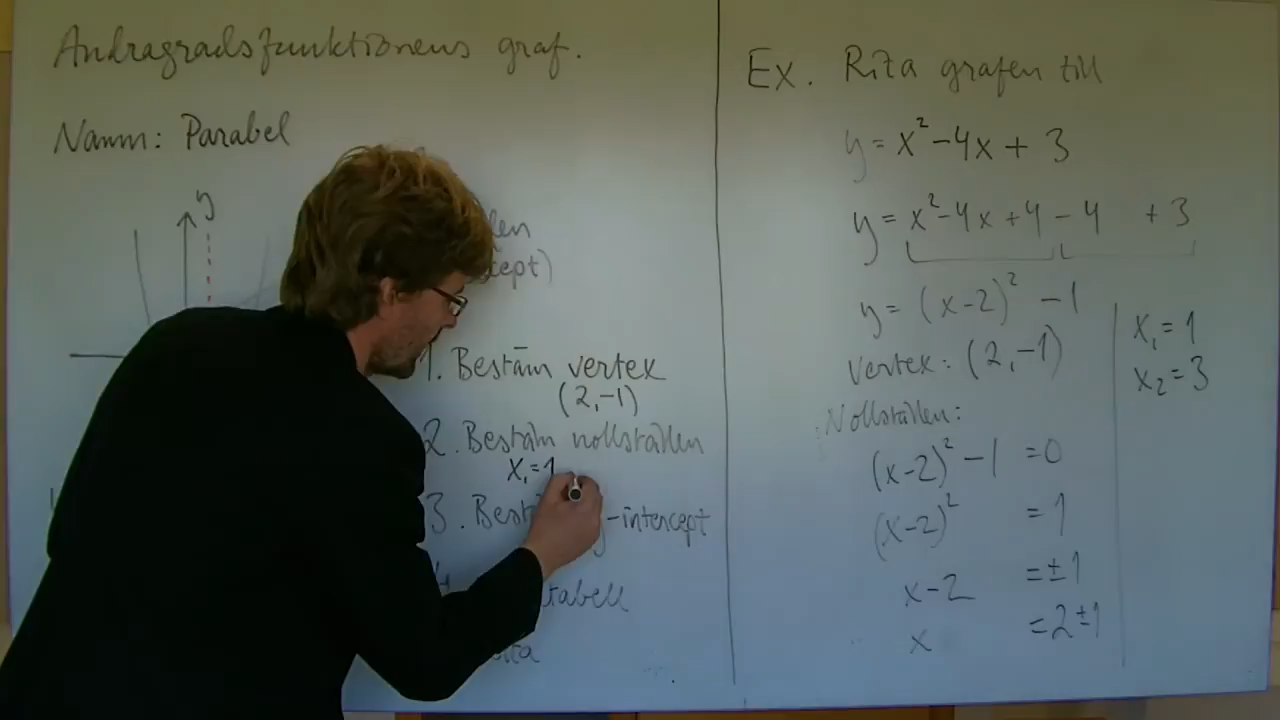 Andragradsfunktionens graf.
Namn: Parabel
y
1. Bestäm vertex
(2,-1)
2. Bestäm nollställen
x₁=1
3. -intercept
tabell
Ex. Rita grafen till
y = x² - 4x + 3
y = x² - 4x + 4 - 4 + 3
y = (x-2)² - 1
Vertex: (2,-1)
Nollställen:
(x-2)² - 1 = 0
(x-2)² = 1
x-2 = ±1
x = 2±1
x₁ = 1
x₂ = 3